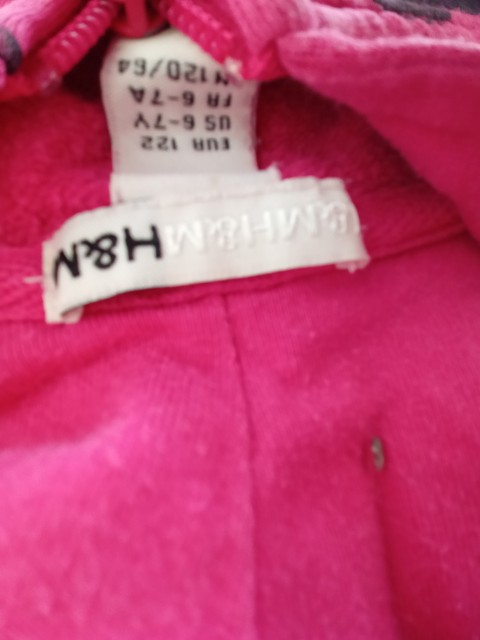 &M H&M H&M
EUR 122
US 6-7Y
FR 6-7A
N 120/64